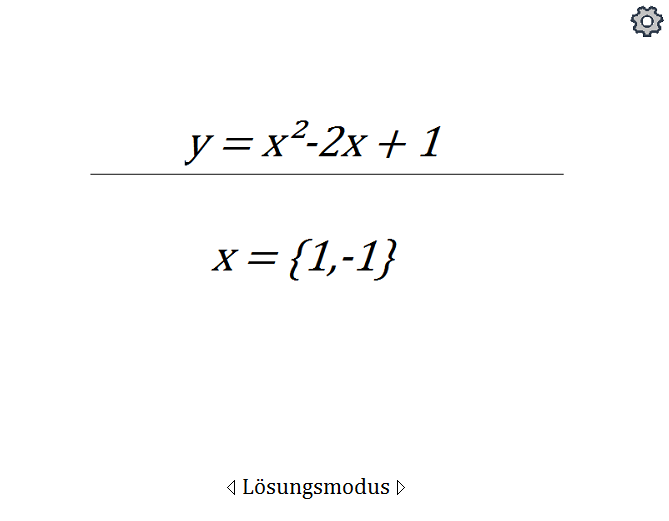 y = x²-2x + 1
x = {1,-1}
Lösungsmodus